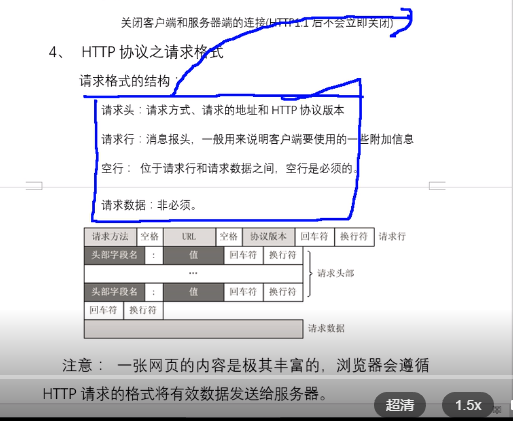 关闭客户端和服务器端的连接(HTTP1.1 后不会立即关闭)
4、 HTTP 协议之请求格式
请求格式的结构：
请求头：请求方式、请求的地址和 HTTP 协议版本
请求行：消息报头，一般用来说明客户端要使用的一些附加信息
空行： 位于请求行和请求数据之间，空行是必须的。
请求数据：非必须。
请求方法 空格 URL 空格 协议版本 回车符 换行符 请求行
头部字段名 : 值 回车符 换行符
… 请求头部
头部字段名 : 值 回车符 换行符
回车符 换行符
请求数据
注意： 一张网页的内容是极其丰富的，浏览器会遵循
HTTP 请求的格式将有效数据发送给服务器。
超清 1.5x